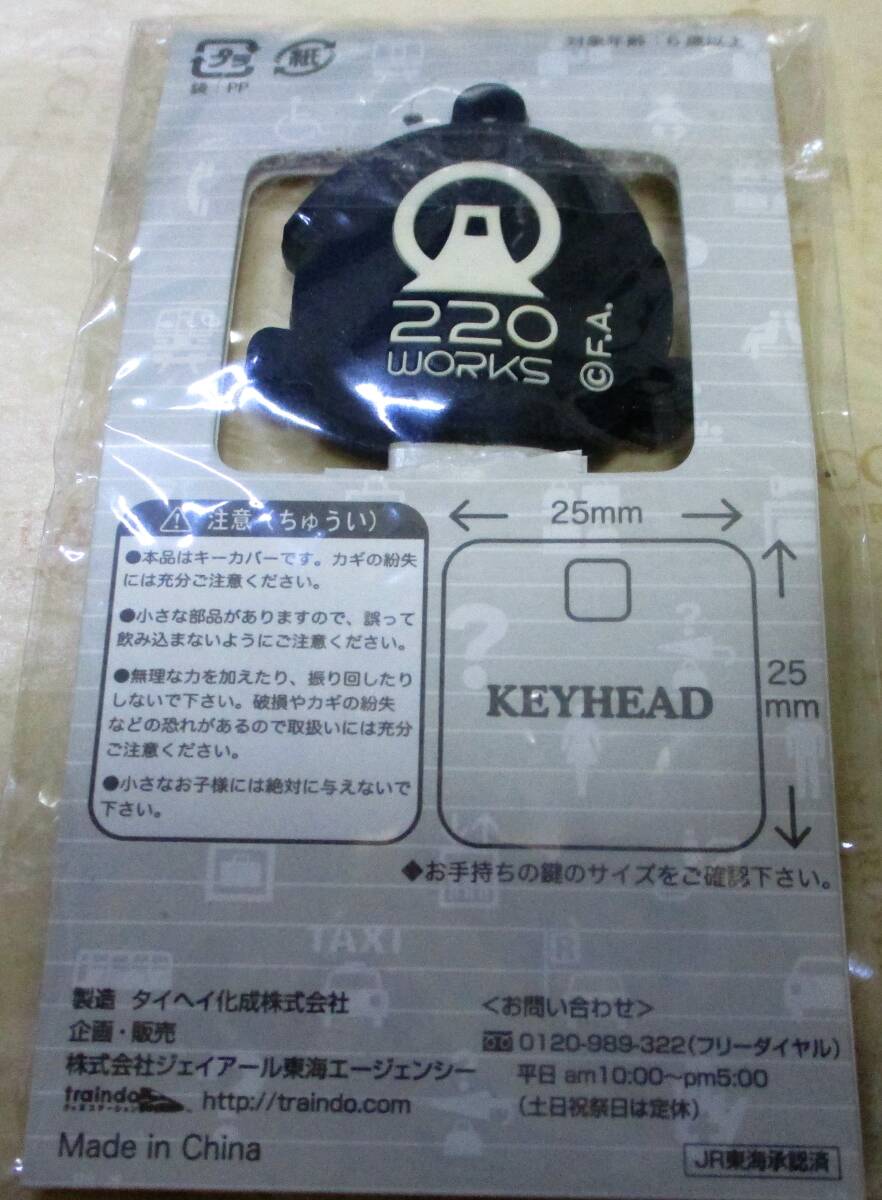 プラ
紙
袋：PP
対象年齢：6歳以上
220
WORKS
©F.A.
注意（ちゅうい）
●本品はキーカバーです。カギの紛失
には充分ご注意ください。
●小さな部品がありますので、誤って
飲み込まないようにご注意ください。
●無理な力を加えたり、振り回したり
しないで下さい。破損やカギの紛失
などの恐れがあるので取扱いには充分
ご注意ください。
●小さなお子様には絶対に与えないで
下さい。
25mm
25
mm
KEYHEAD
◆お手持ちの鍵のサイズをご確認下さい。
TAXI
製造 タイヘイ化成株式会社
企画・販売
株式会社ジェイアール東海エージェンシー
traindo
http://traindo.com
Made in China
＜お問い合わせ＞
0120-989-322(フリーダイヤル)
平日 am10:00～pm5:00
（土日祝祭日は定休）
JR東海承認済